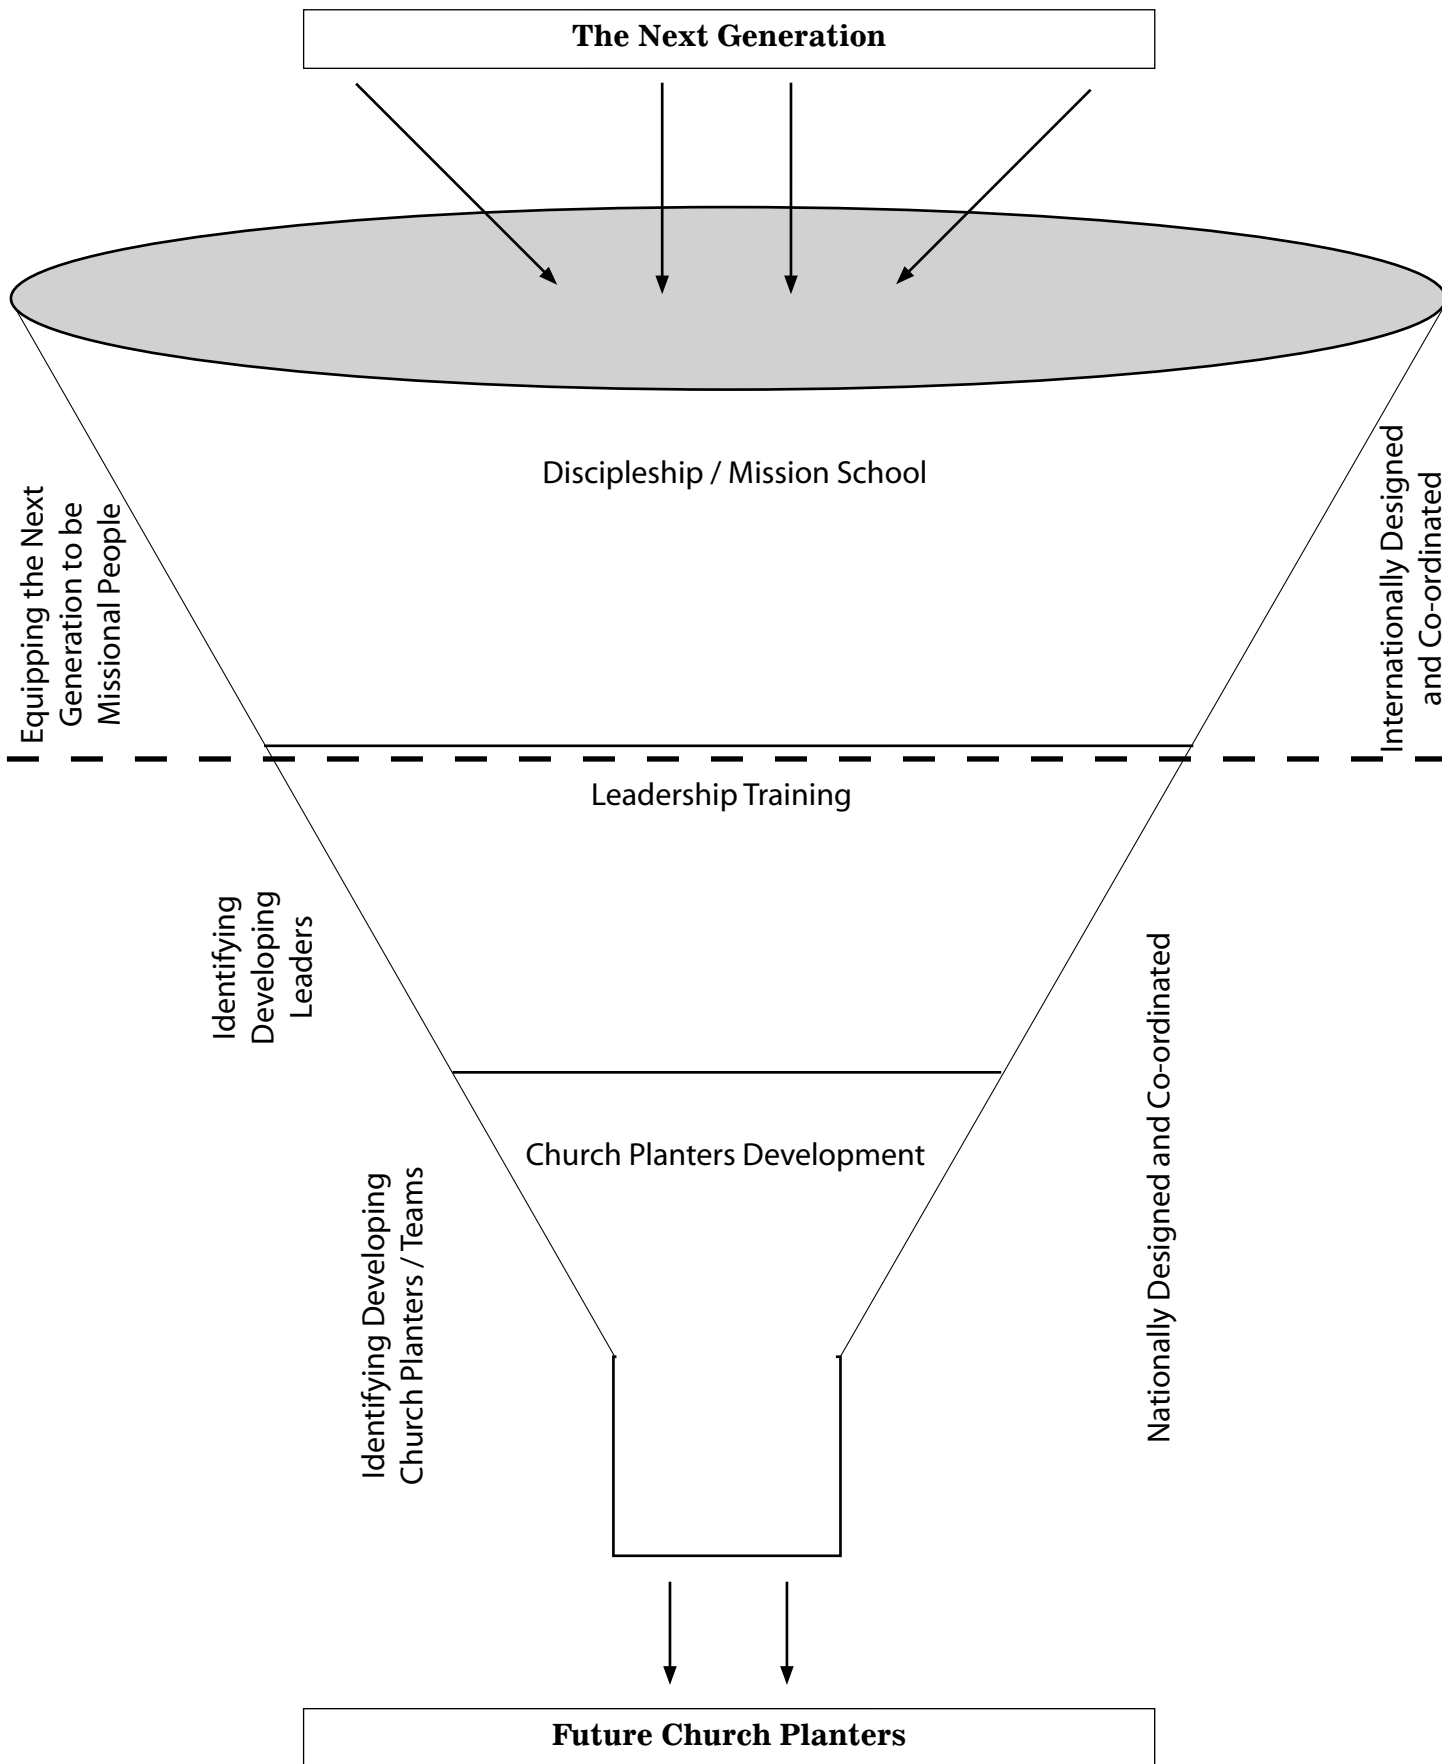 The Next Generation
Discipleship / Mission School
Equipping the Next
Generation to be
Missional People
Internationally Designed
and Co-ordinated
Leadership Training
Identifying
Developing
Leaders
Nationally Designed and Co-ordinated
Church Planters Development
Identifying Developing
Church Planters / Teams
Future Church Planters